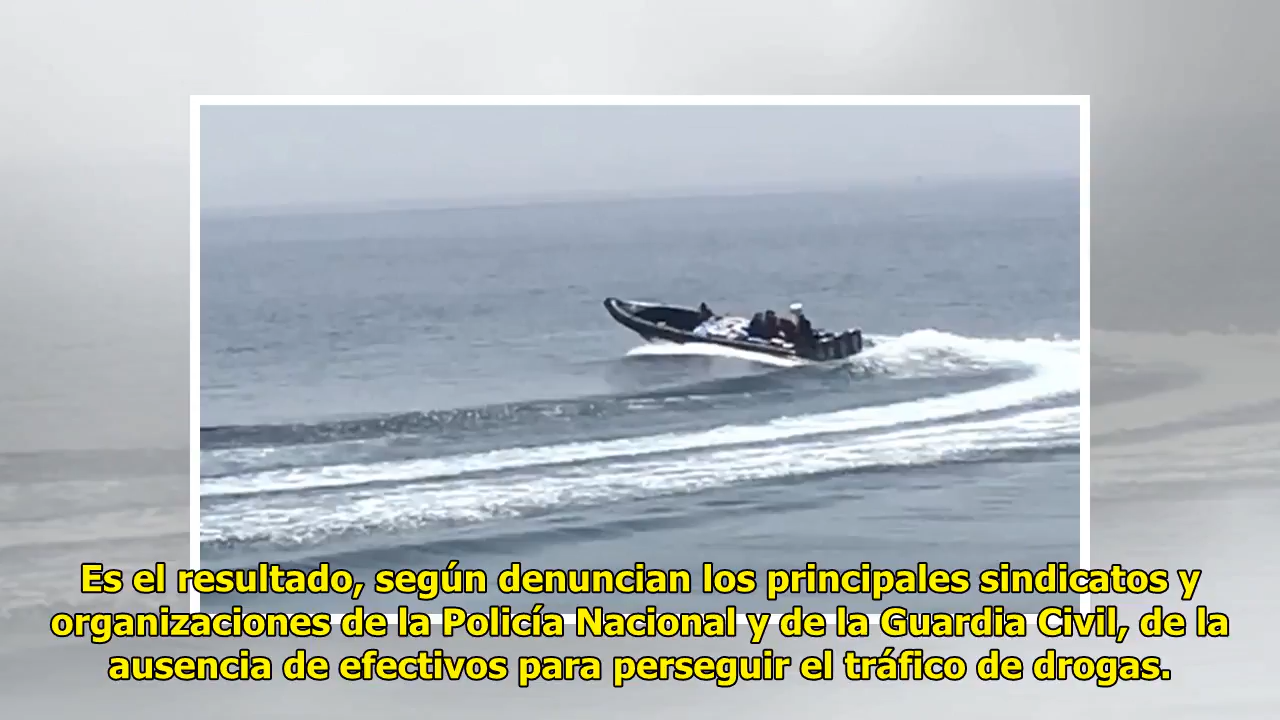 Es el resultado, según denuncian los principales sindicatos y
organizaciones de la Policía Nacional y de la Guardia Civil, de la
ausencia de efectivos para perseguir el tráfico de drogas.